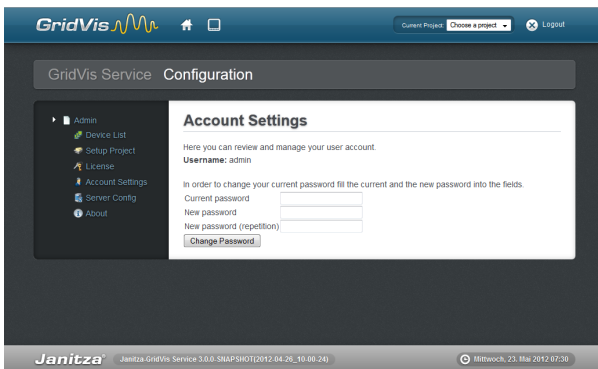 GridVis
Current Project: Choose a project
Logout
GridVis Service Configuration
Admin
Device List
Setup Project
License
Account Settings
Server Config
About
Account Settings
Here you can review and manage your user account.
Username: admin
In order to change your current password fill the current and the new password into the fields.
Current password
New password
New password (repetition)
Change Password
Janitza®
Janitza-GridVis Service 3.0.0-SNAPSHOT(2012-04-26_10-00-24)
Mittwoch, 23. Mai 2012 07:30